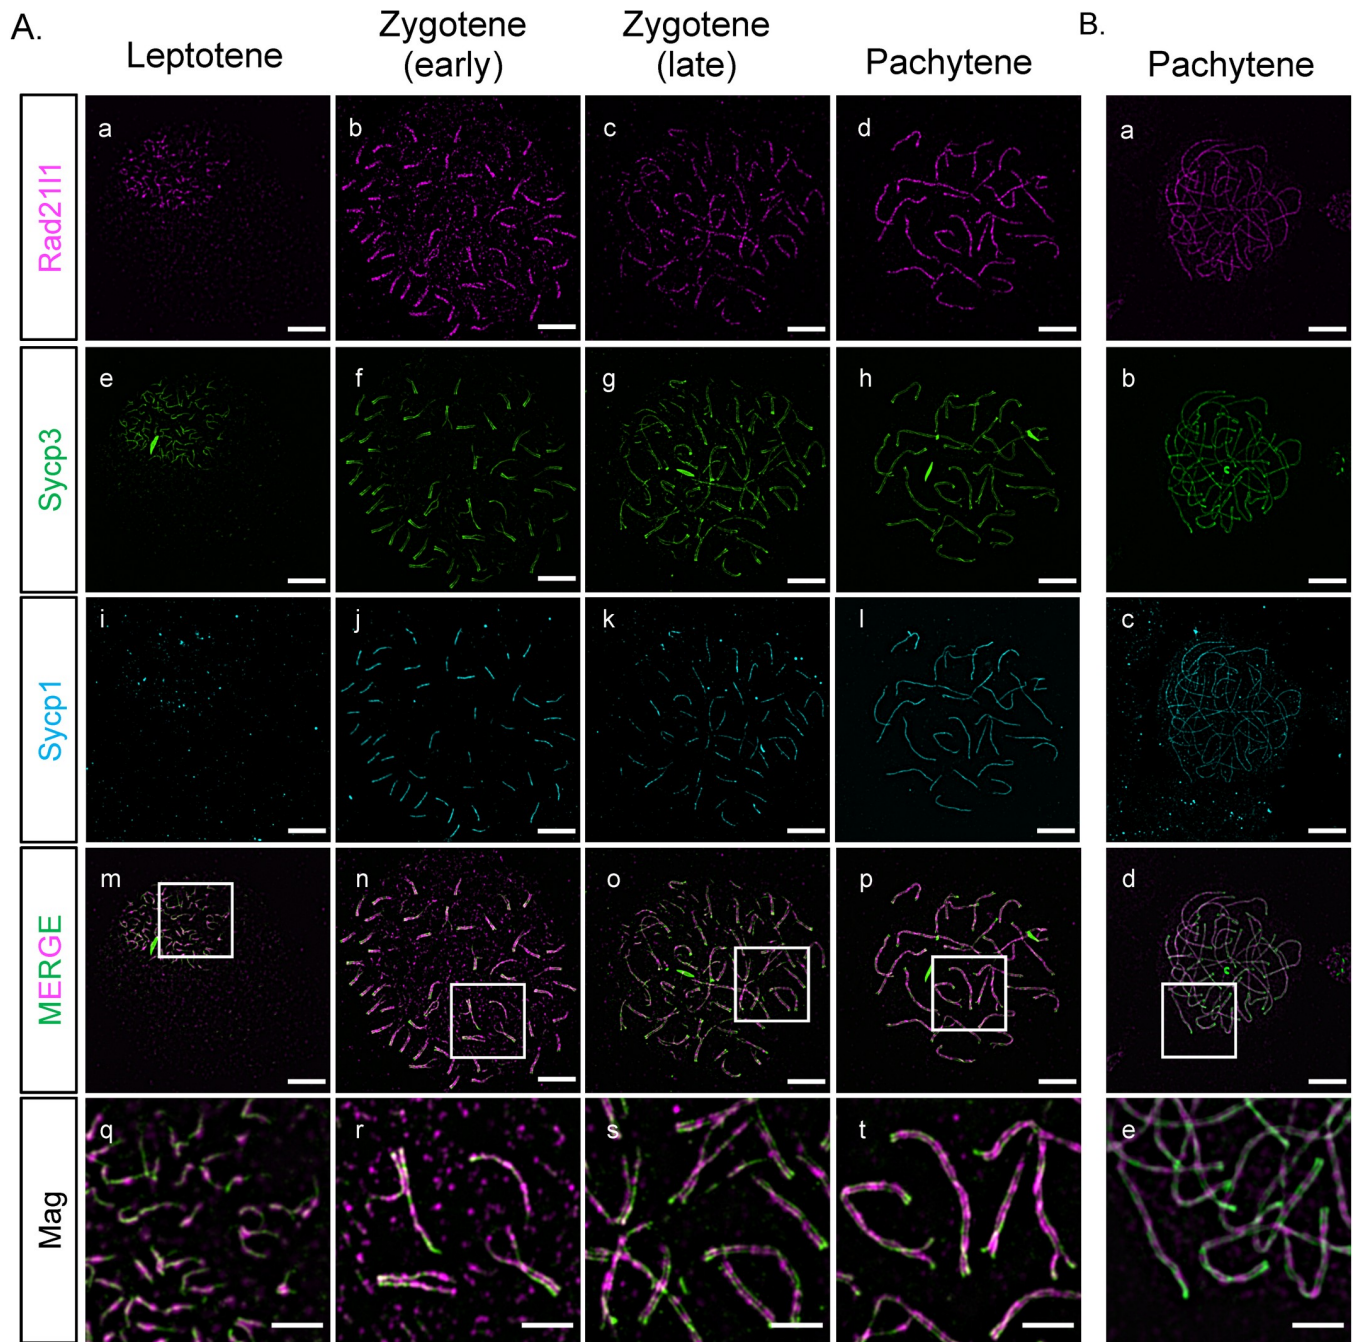 A.
Leptotene
Zygotene
(early)
Zygotene
(late)
Pachytene
B.
Pachytene
Rad21l1
a
b
c
d
a
Sycp3
e
f
g
h
b
Sycp1
i
j
k
l
c
MERGE
m
n
o
p
d
Mag
q
r
s
t
e